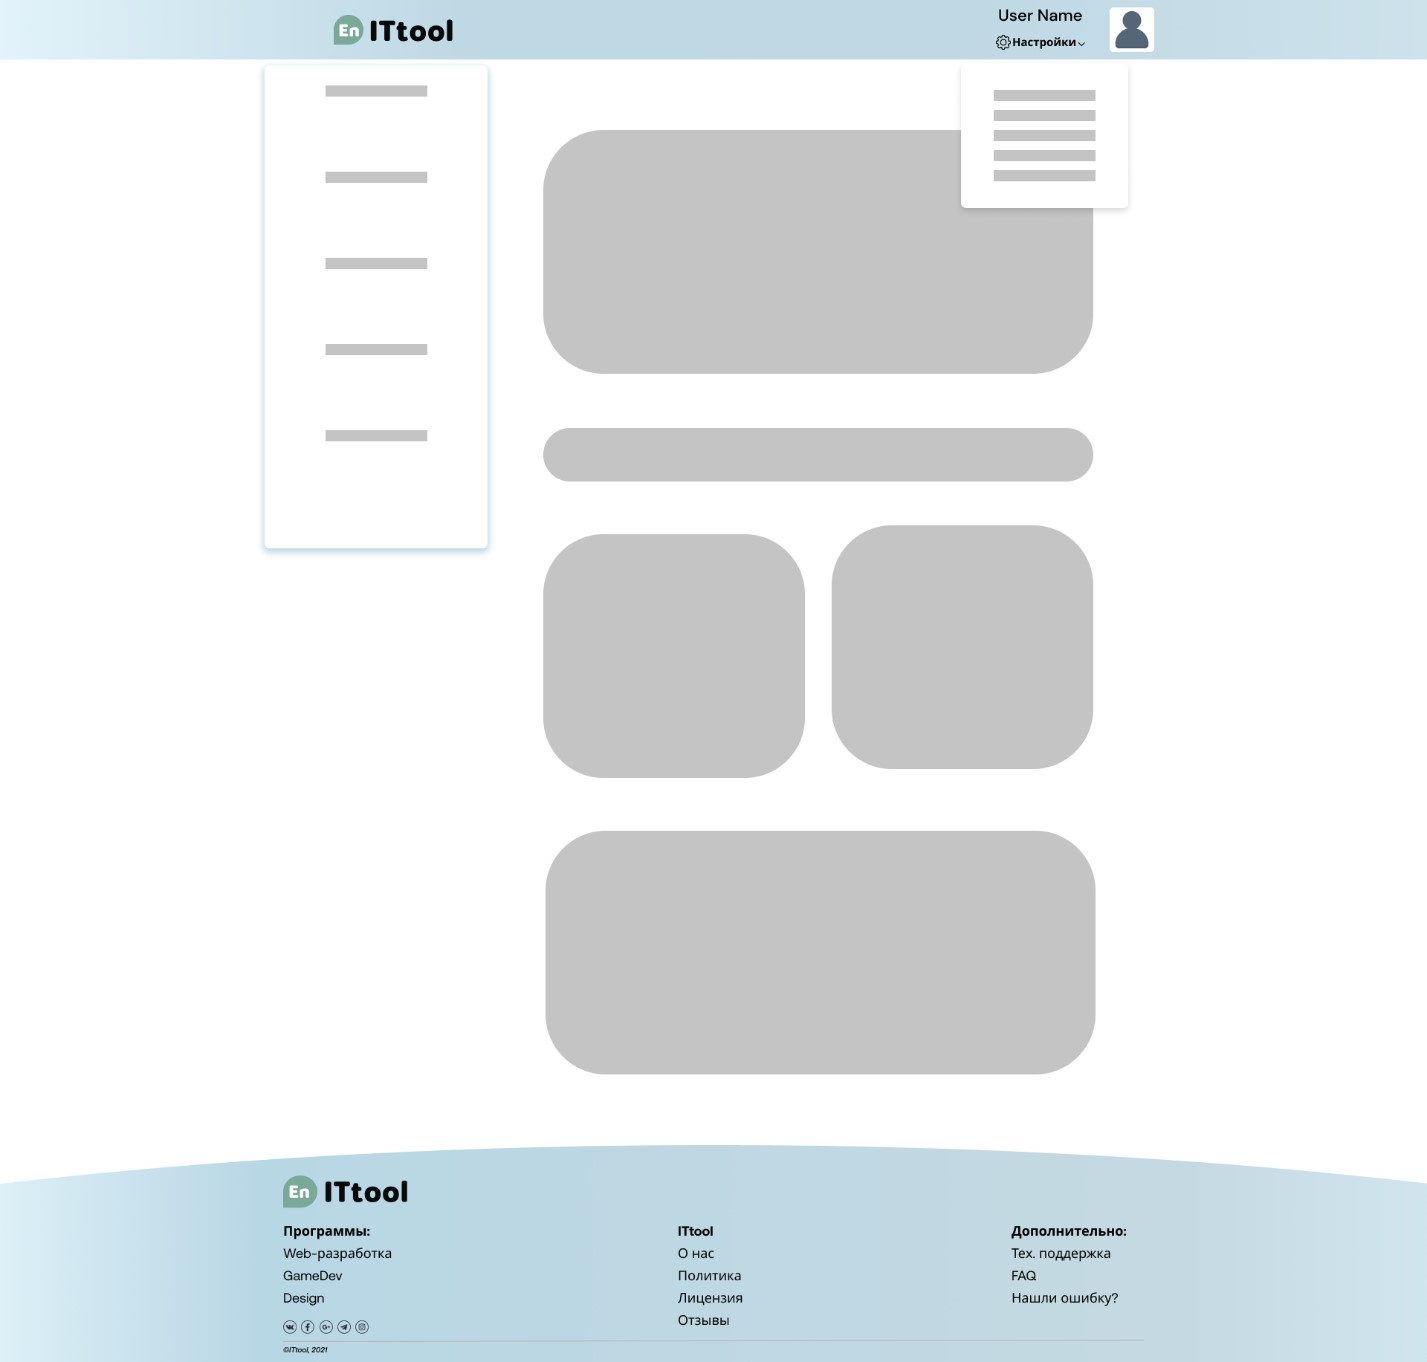 En ITtool
User Name
Настройки
En ITtool
Программы:
Web-разработка
GameDev
Design
ITtool
О нас
Политика
Лицензия
Отзывы
Дополнительно:
Тех. поддержка
FAQ
Нашли ошибку?
©ITtool, 2021